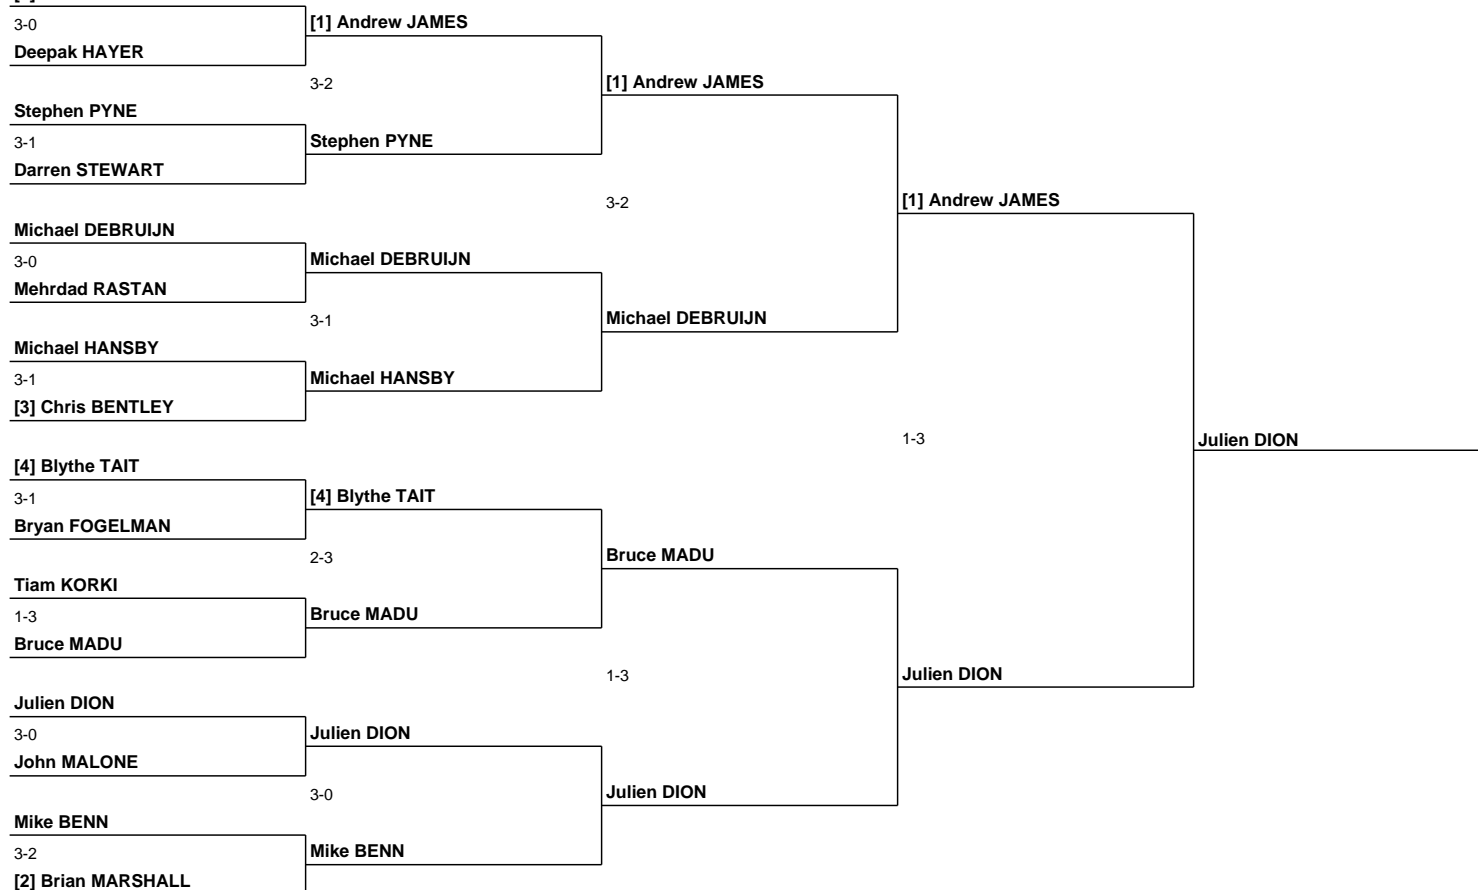 3-0
Deepak HAYER
Stephen PYNE
3-1
Darren STEWART
Michael DEBRUIJN
3-0
Mehrdad RASTAN
Michael HANSBY
3-1
[3] Chris BENTLEY
[4] Blythe TAIT
3-1
Bryan FOGELMAN
Tiam KORKI
1-3
Bruce MADU
Julien DION
3-0
John MALONE
Mike BENN
3-2
[2] Brian MARSHALL
[1] Andrew JAMES
3-2
Stephen PYNE
Michael DEBRUIJN
3-1
Michael HANSBY
[4] Blythe TAIT
2-3
Bruce MADU
Julien DION
3-0
Mike BENN
[1] Andrew JAMES
3-2
Michael DEBRUIJN
Bruce MADU
1-3
Julien DION
[1] Andrew JAMES
1-3
Julien DION
Julien DION